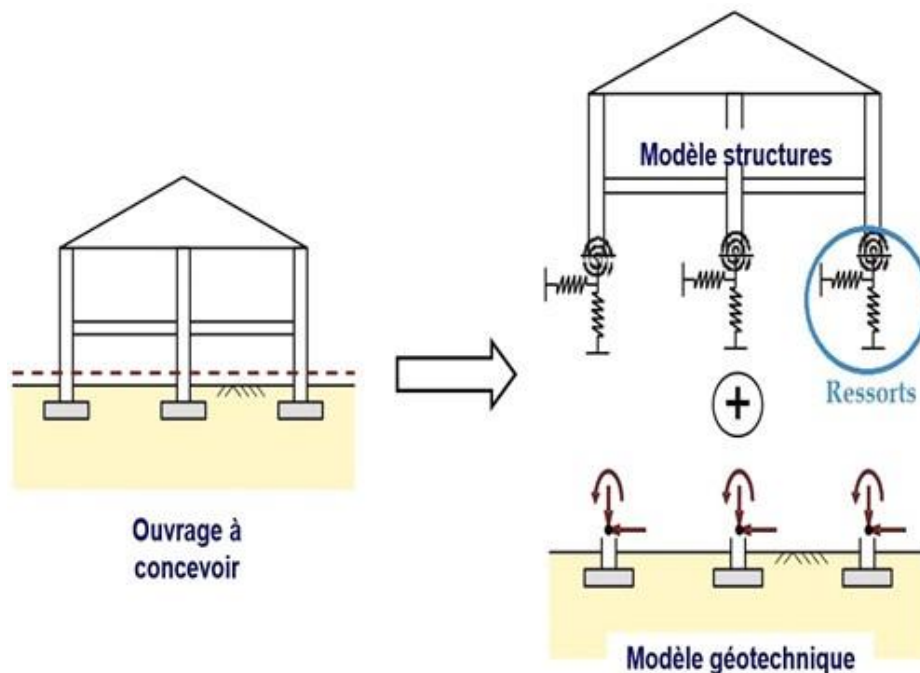 Modèle structures
Ressorts
+
Ouvrage à
concevoir
Modèle géotechnique